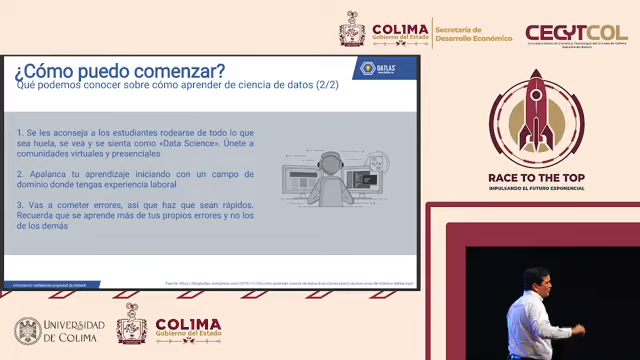 COLIMA
Gobierno del Estado
Secretaría de
Desarrollo Económico
CECYTCOL
¿Cómo puedo comenzar?
Qué podemos conocer sobre cómo aprender de ciencia de datos (2/2)
DATLAS
1. Se les aconseja a los estudiantes rodearse de todo lo que
sea huela, se vea y se sienta como «Data Science». Únete a
comunidades virtuales y presenciales
2. Apalanca tu aprendizaje iniciando con un campo de
dominio donde tengas experiencia laboral
3. Vas a cometer errores, así que haz que sean rápidos.
Recuerda que se aprende más de tus propios errores y no los
de los demás
RACE TO THE TOP
IMPULSANDO EL FUTURO EXPONENCIAL
UNIVERSIDAD
DE COLIMA
COLIMA
Gobierno del Estado